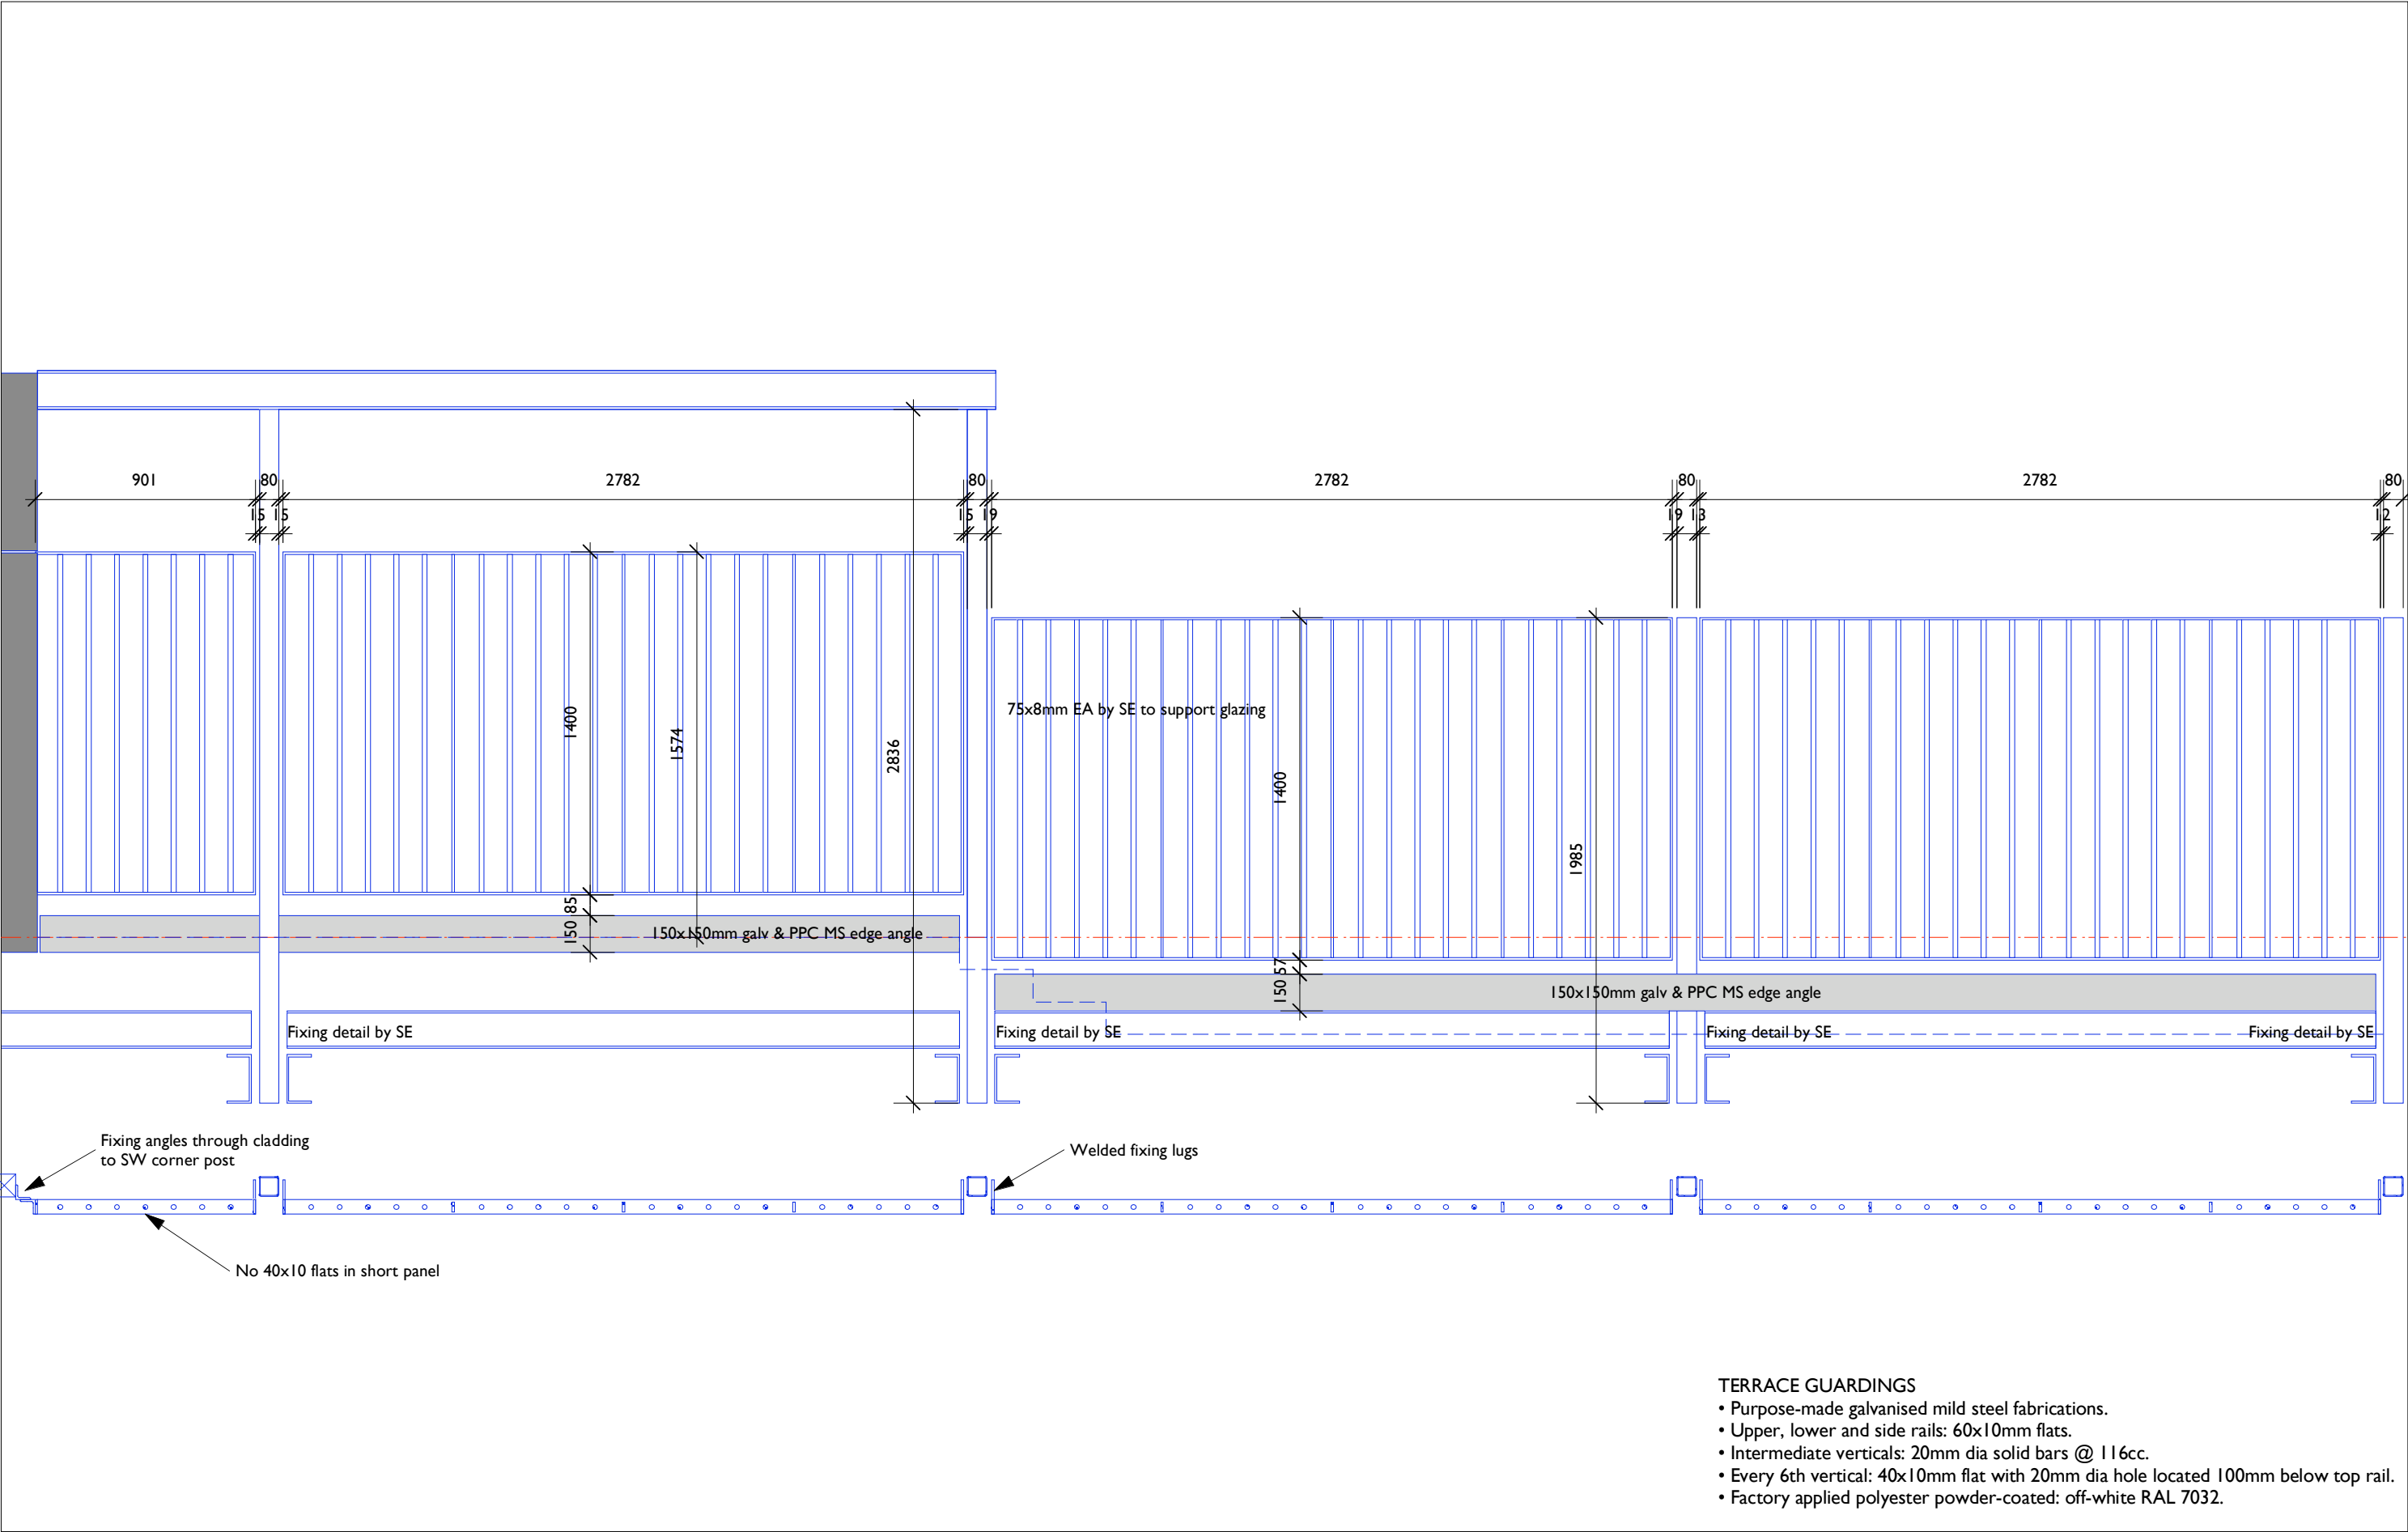 901
80
2782
80
2782
80
2782
80
15
15
15
19
19
13
12
1400
1574
2836
75x8mm EA by SE to support glazing
1400
1985
85
150
150x150mm galv & PPC MS edge angle
57
150
150x150mm galv & PPC MS edge angle
Fixing detail by SE
Fixing detail by SE
Fixing detail by SE
Fixing detail by SE
Fixing angles through cladding
to SW corner post
Welded fixing lugs
No 40x10 flats in short panel
TERRACE GUARDINGS
• Purpose-made galvanised mild steel fabrications.
• Upper, lower and side rails: 60x10mm flats.
• Intermediate verticals: 20mm dia solid bars @ 116cc.
• Every 6th vertical: 40x10mm flat with 20mm dia hole located 100mm below top rail.
• Factory applied polyester powder-coated: off-white RAL 7032.